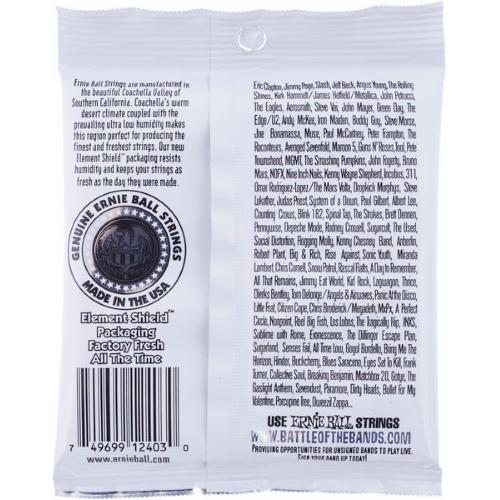 Ernie Ball Strings are manufactured in
the beautiful Coachella Valley of
Southern California. Coachella's warm
desert climate coupled with the
prevailing ultra low humidity makes this
region perfect for producing the
finest and freshest strings. Our new
Element Shield™ packaging resists
humidity and keeps your strings as
fresh as the day they were made.
GENUINE ERNIE BALL STRINGS
MADE IN THE USA
Element Shield™
Packaging
Factory Fresh
All The Time
7 49699 12403 0
www.ernieball.com
Eric Clapton, Jimmy Page, Slash, Jeff Beck, Angus Young, The Rolling
Stones, Kirk Hammett/James Hetfield/Metallica, John Petrucci,
The Eagles, Aerosmith, Steve Vai, John Mayer, Green Day, The
Edge/U2, Andy McKee, Iron Maiden, Buddy Guy, Steve Morse,
Joe Bonamassa, Muse, Paul McCartney, Peter Frampton, The
Raconteurs, Avenged Sevenfold, Maroon 5, Guns N' Roses, Tool, Pete
Townshend, MGMT, The Smashing Pumpkins, John Fogerty, Bruno
Mars, NOFX, Nine Inch Nails, Kenny Wayne Shepherd, Incubus, 311,
Omar Rodriguez-Lopez/The Mars Volta, Dropkick Murphys, Steve
Lukather, Judas Priest, System of a Down, Paul Gilbert, Albert Lee,
Counting Crows, Blink 182, Spinal Tap, The Strokes, Brett Dennen,
Pennywise, Depeche Mode, Rodney Crowell, Sugarcult, The Used,
Social Distortion, Flogging Molly, Kenny Chesney Band, Anberlin,
Robert Plant, Big & Rich, Rise Against, Sonic Youth, Miranda
Lambert, Chris Carnell, Snow Patrol, Rascal Flatts, A Day to Remember,
All That Remains, Jimmy Eat World, Kid Rock, Lagwagon, Thrice,
Clerks Bentley, Tom Delonge/Angels & Airwaves, Panic At the Disco,
Little Feat, Citizen Cope, Chris Broderick/Megadeth, MxPx, A Perfect
Circle, Nonpoint, Reel Big Fish, Los Lobos, The Tragically Hip, INXS,
Sublime with Rome, Evanescence, The Dillinger Escape Plan,
Sugarland, Senses Fail, All Time Low, Gogol Bordello, Bring Me The
Horizon, Hinder, Buckcherry, Blues Saraceno, Eyes Set To Kill, Frank
Turner, Collective Soul, Breaking Benjamin, Matchbox 20, Gotye, The
Gaslight Anthem, Sevendust, Paramore, Dirty Heads, Bullet For My
Valentine, Porcupine Tree, Dweezil Zappa...
USE ERNIE BALL STRINGS
WWW.BATTLEOFTHEBANDS.COM
PROVIDING OPPORTUNITIES FOR UNSIGNED BANDS TO PLAY LIVE.
SIGN YOUR BAND UP TODAY!